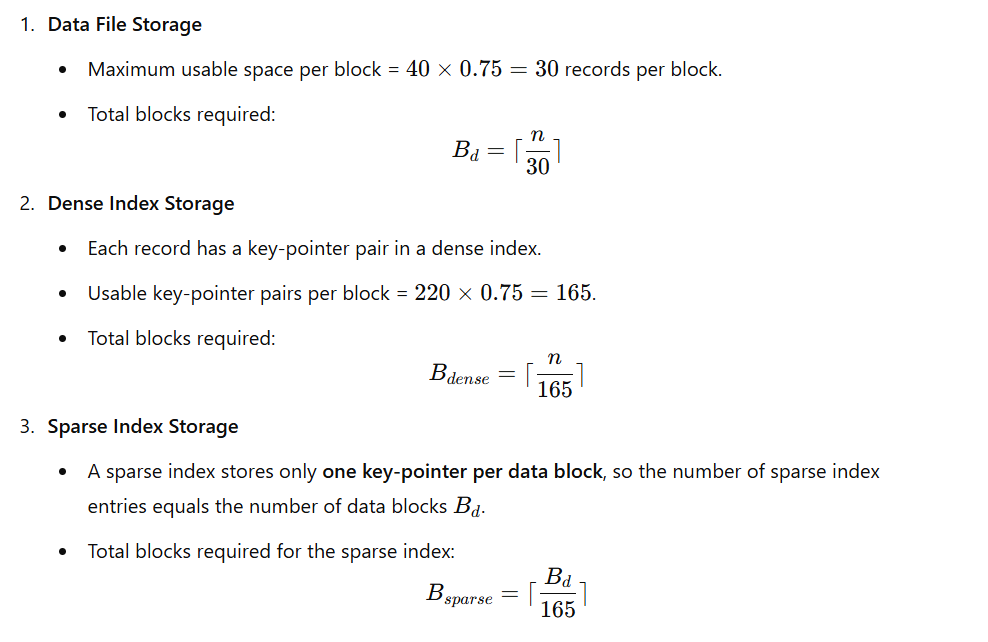 1. Data File Storage
• Maximum usable space per block = 40 × 0.75 = 30 records per block.
• Total blocks required:
B_d = ⌈n/30⌉
2. Dense Index Storage
• Each record has a key-pointer pair in a dense index.
• Usable key-pointer pairs per block = 220 × 0.75 = 165.
• Total blocks required:
B_dense = ⌈n/165⌉
3. Sparse Index Storage
• A sparse index stores only one key-pointer per data block, so the number of sparse index
entries equals the number of data blocks B_d.
• Total blocks required for the sparse index:
B_sparse = ⌈B_d/165⌉